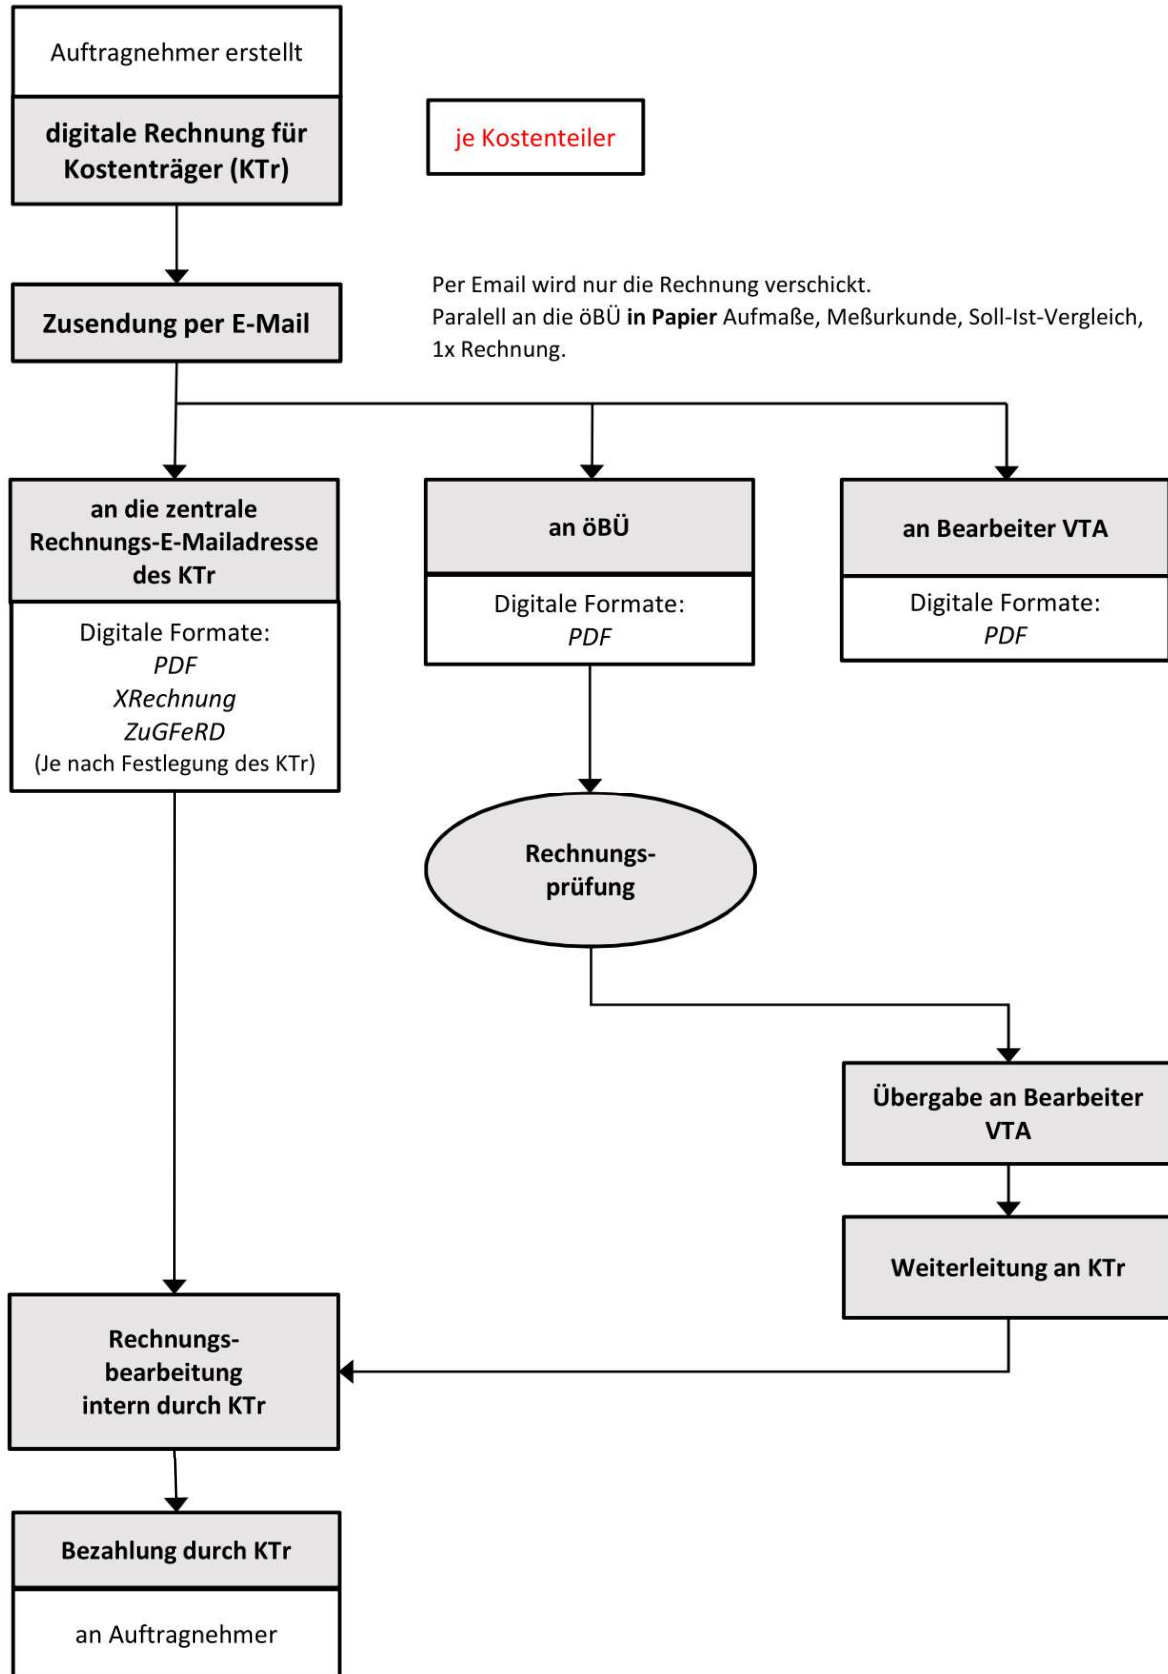 Auftragnehmer erstellt
digitale Rechnung für
Kostenträger (KTr)
je Kostenteiler
Zusendung per E-Mail
Per Email wird nur die Rechnung verschickt.
Paralell an die öBÜ in Papier Aufmaße, Meßurkunde, Soll-Ist-Vergleich,
1x Rechnung.
an die zentrale
Rechnungs-E-Mailadresse
des KTr
Digitale Formate:
PDF
XRechnung
ZuGFeRD
(Je nach Festlegung des KTr)
an öBÜ
Digitale Formate:
PDF
an Bearbeiter VTA
Digitale Formate:
PDF
Rechnungs-
prüfung
Übergabe an Bearbeiter
VTA
Weiterleitung an KTr
Rechnungs-
bearbeitung
intern durch KTr
Bezahlung durch KTr
an Auftragnehmer